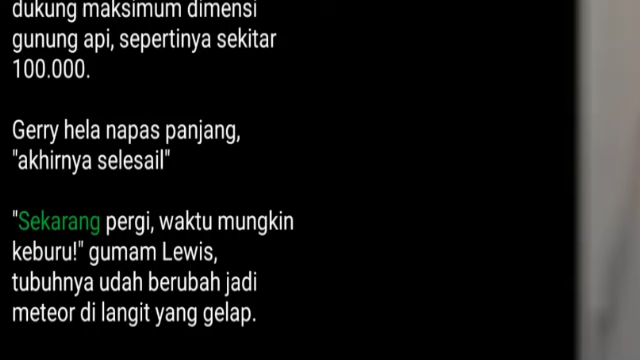 dukung maksimum dimensi
gunung api, sepertinya sekitar
100.000.
Gerry hela napas panjang,
"akhirnya selesail"
"Sekarang pergi, waktu mungkin
keburu!" gumam Lewis,
tubuhnya udah berubah jadi
meteor di langit yang gelap.